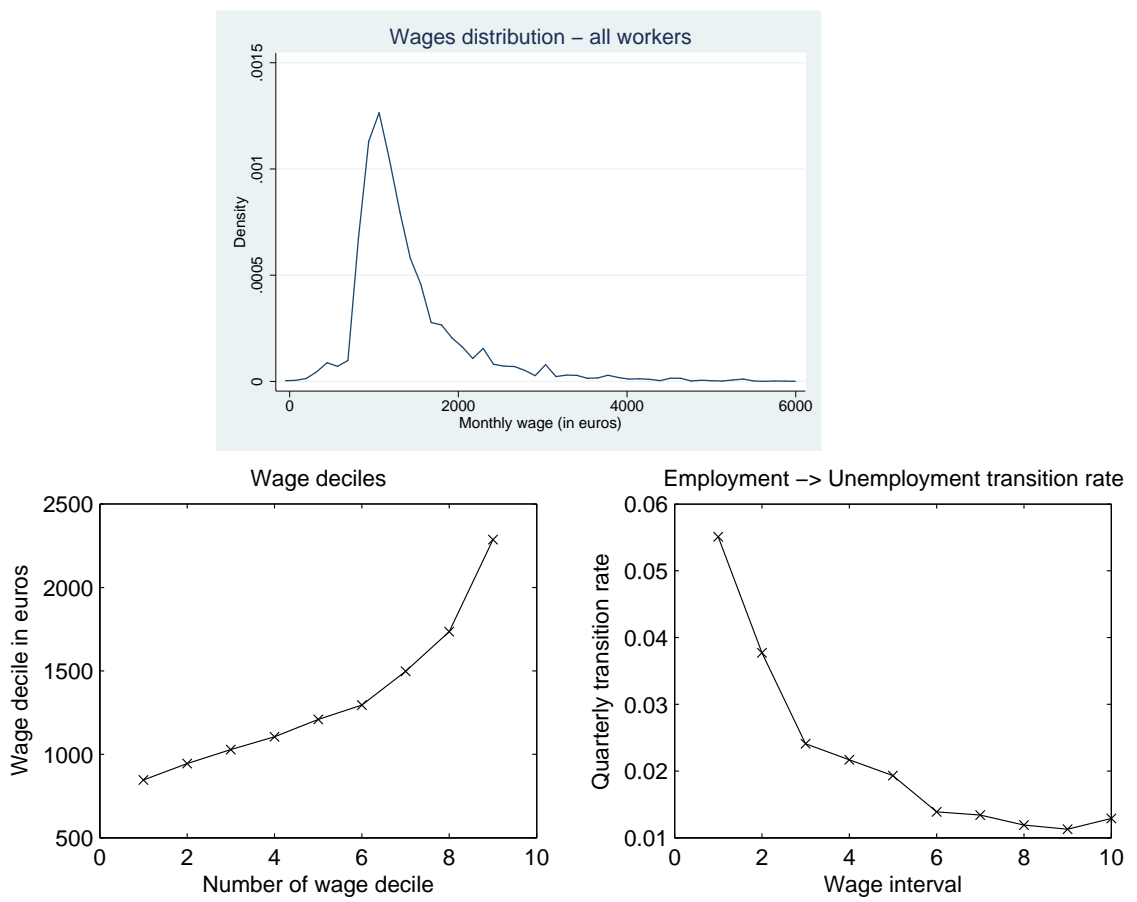 Wages distribution – all workers
.0015
.001
.0005
0
Density
0 2000 4000 6000
Monthly wage (in euros)
Wage deciles
2500
2000
1500
1000
500
Wage decile in euros
0 2 4 6 8 10
Number of wage decile
Employment −> Unemployment transition rate
0.06
0.05
0.04
0.03
0.02
0.01
Quarterly transition rate
0 2 4 6 8 10
Wage interval